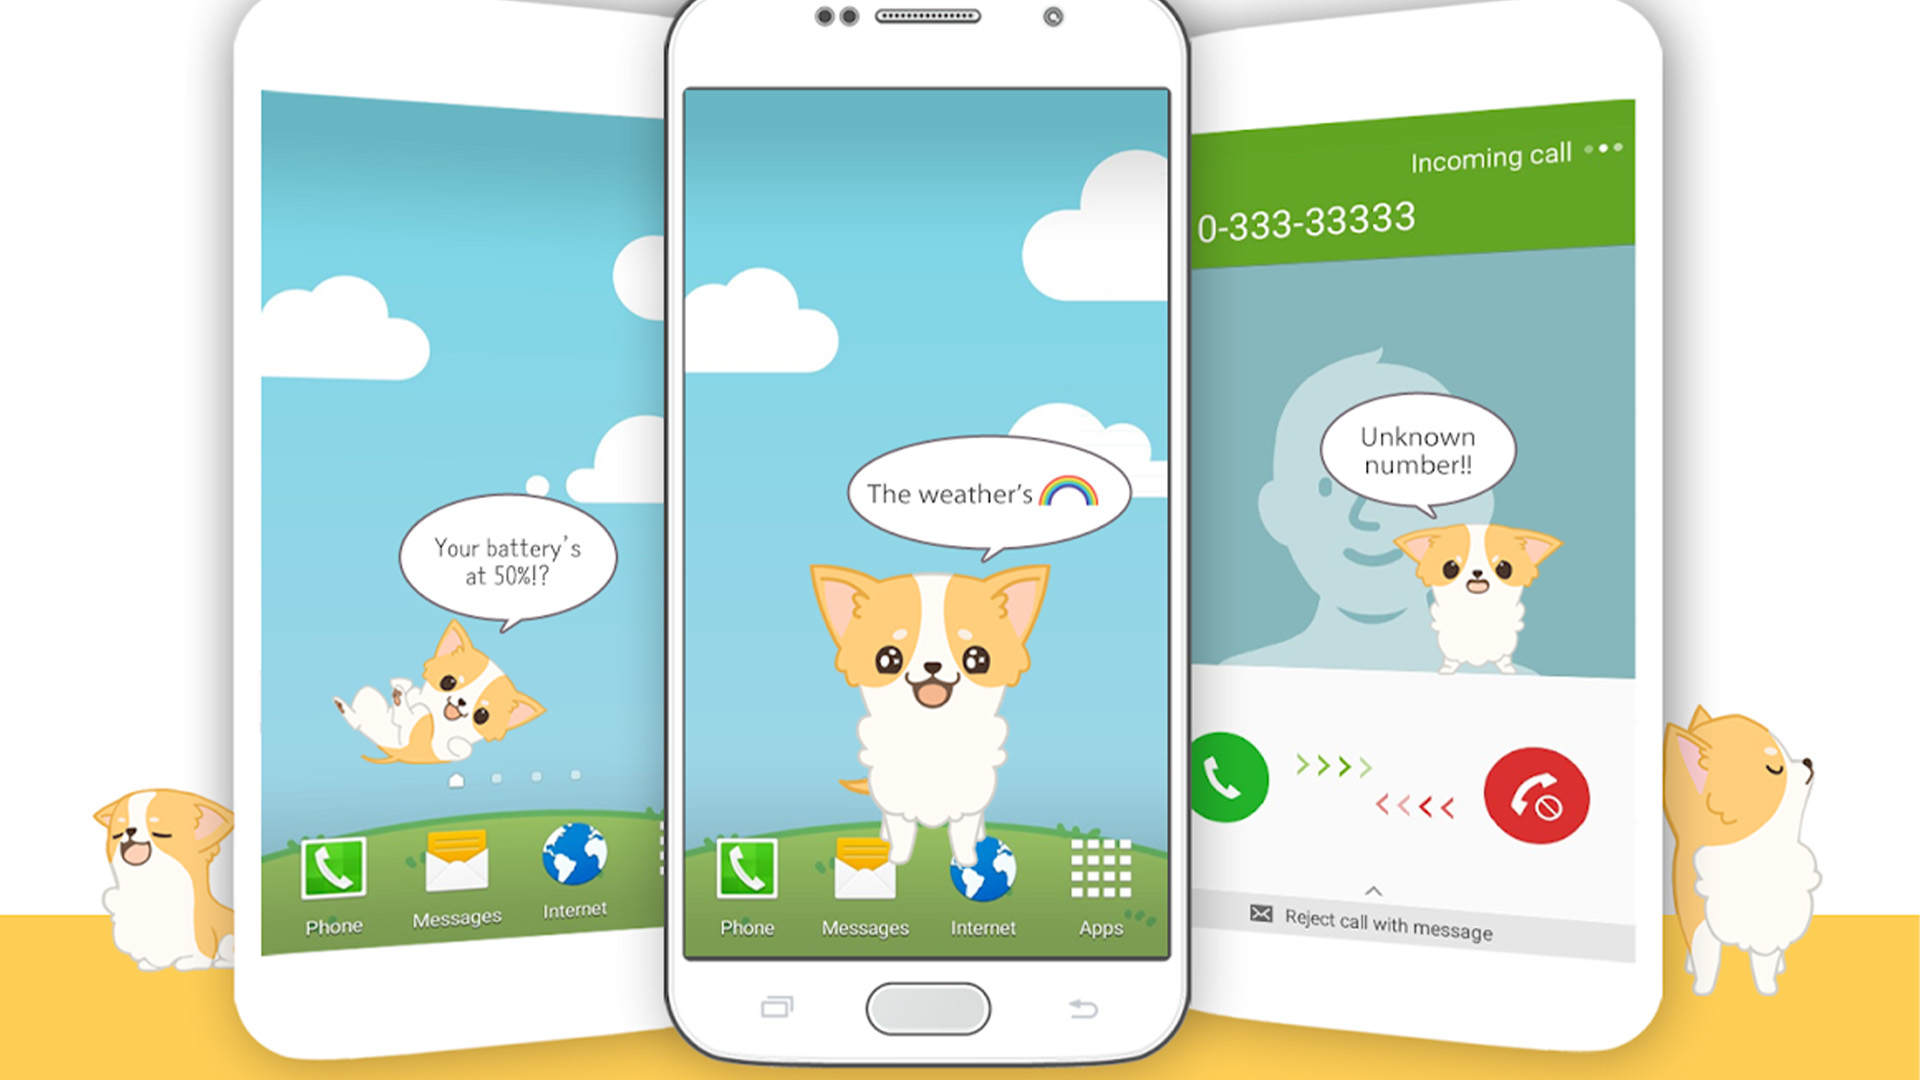 Your battery's
at 50%!?
Phone
Messages
Internet
The weather's
Phone
Messages
Internet
Apps
Incoming call
0-333-33333
Unknown
number!!
Reject call with message